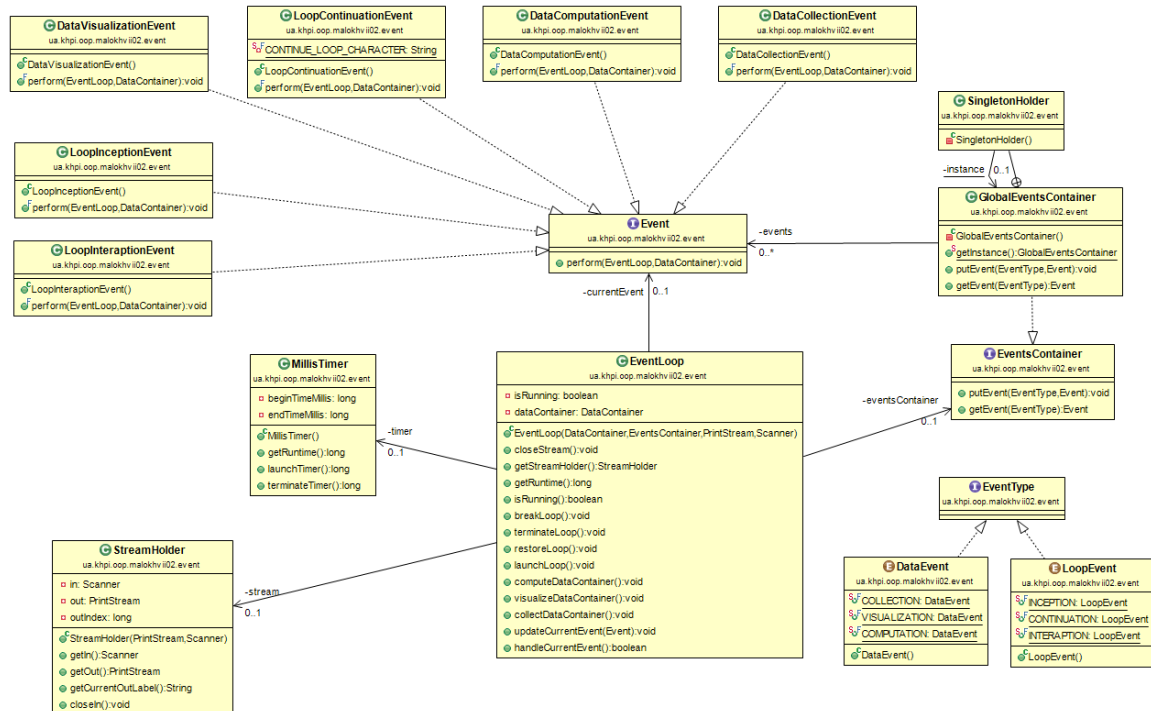 DataVisualizationEvent
ua.khpi.oop.malokhvii02.event
DataVisualizationEvent()
perform(EventLoop,DataContainer):void
LoopContinuationEvent
ua.khpi.oop.malokhvii02.event
CONTINUE_LOOP_CHARACTER: String
LoopContinuationEvent()
perform(EventLoop,DataContainer):void
DataComputationEvent
ua.khpi.oop.malokhvii02.event
DataComputationEvent()
perform(EventLoop,DataContainer):void
DataCollectionEvent
ua.khpi.oop.malokhvii02.event
DataCollectionEvent()
perform(EventLoop,DataContainer):void
SingletonHolder
ua.khpi.oop.malokhvii02.event
SingletonHolder()
-instance
0..1
LoopInceptionEvent
ua.khpi.oop.malokhvii02.event
LoopInceptionEvent()
perform(EventLoop,DataContainer):void
GlobalEventsContainer
ua.khpi.oop.malokhvii02.event
GlobalEventsContainer()
getInstance():GlobalEventsContainer
putEvent(EventType,Event):void
getEvent(EventType):Event
Event
ua.khpi.oop.malokhvii02.event
perform(EventLoop,DataContainer):void
-events
0..*
LoopInteraptionEvent
ua.khpi.oop.malokhvii02.event
LoopInteraptionEvent()
perform(EventLoop,DataContainer):void
-currentEvent
0..1
MillisTimer
ua.khpi.oop.malokhvii02.event
beginTimeMillis: long
endTimeMillis: long
MillisTimer()
getRuntime():long
launchTimer():long
terminateTimer():long
-timer
0..1
EventLoop
ua.khpi.oop.malokhvii02.event
isRunning: boolean
dataContainer: DataContainer
EventLoop(DataContainer,EventsContainer,PrintStream,Scanner)
closeStream():void
getStreamHolder():StreamHolder
getRuntime():long
isRunning():boolean
breakLoop():void
terminateLoop():void
restoreLoop():void
launchLoop():void
computeDataContainer():void
visualizeDataContainer():void
collectDataContainer():void
updateCurrentEvent(Event):void
handleCurrentEvent():boolean
-eventsContainer
0..1
EventsContainer
ua.khpi.oop.malokhvii02.event
putEvent(EventType,Event):void
getEvent(EventType):Event
EventType
ua.khpi.oop.malokhvii02.event
StreamHolder
ua.khpi.oop.malokhvii02.event
in: Scanner
out: PrintStream
outIndex: long
StreamHolder(PrintStream,Scanner)
getIn():Scanner
getOut():PrintStream
getCurrentOutLabel():String
closeIn():void
-stream
0..1
DataEvent
ua.khpi.oop.malokhvii02.event
COLLECTION: DataEvent
VISUALIZATION: DataEvent
COMPUTATION: DataEvent
DataEvent()
LoopEvent
ua.khpi.oop.malokhvii02.event
INCEPTION: LoopEvent
CONTINUATION: LoopEvent
INTERAPTION: LoopEvent
LoopEvent()